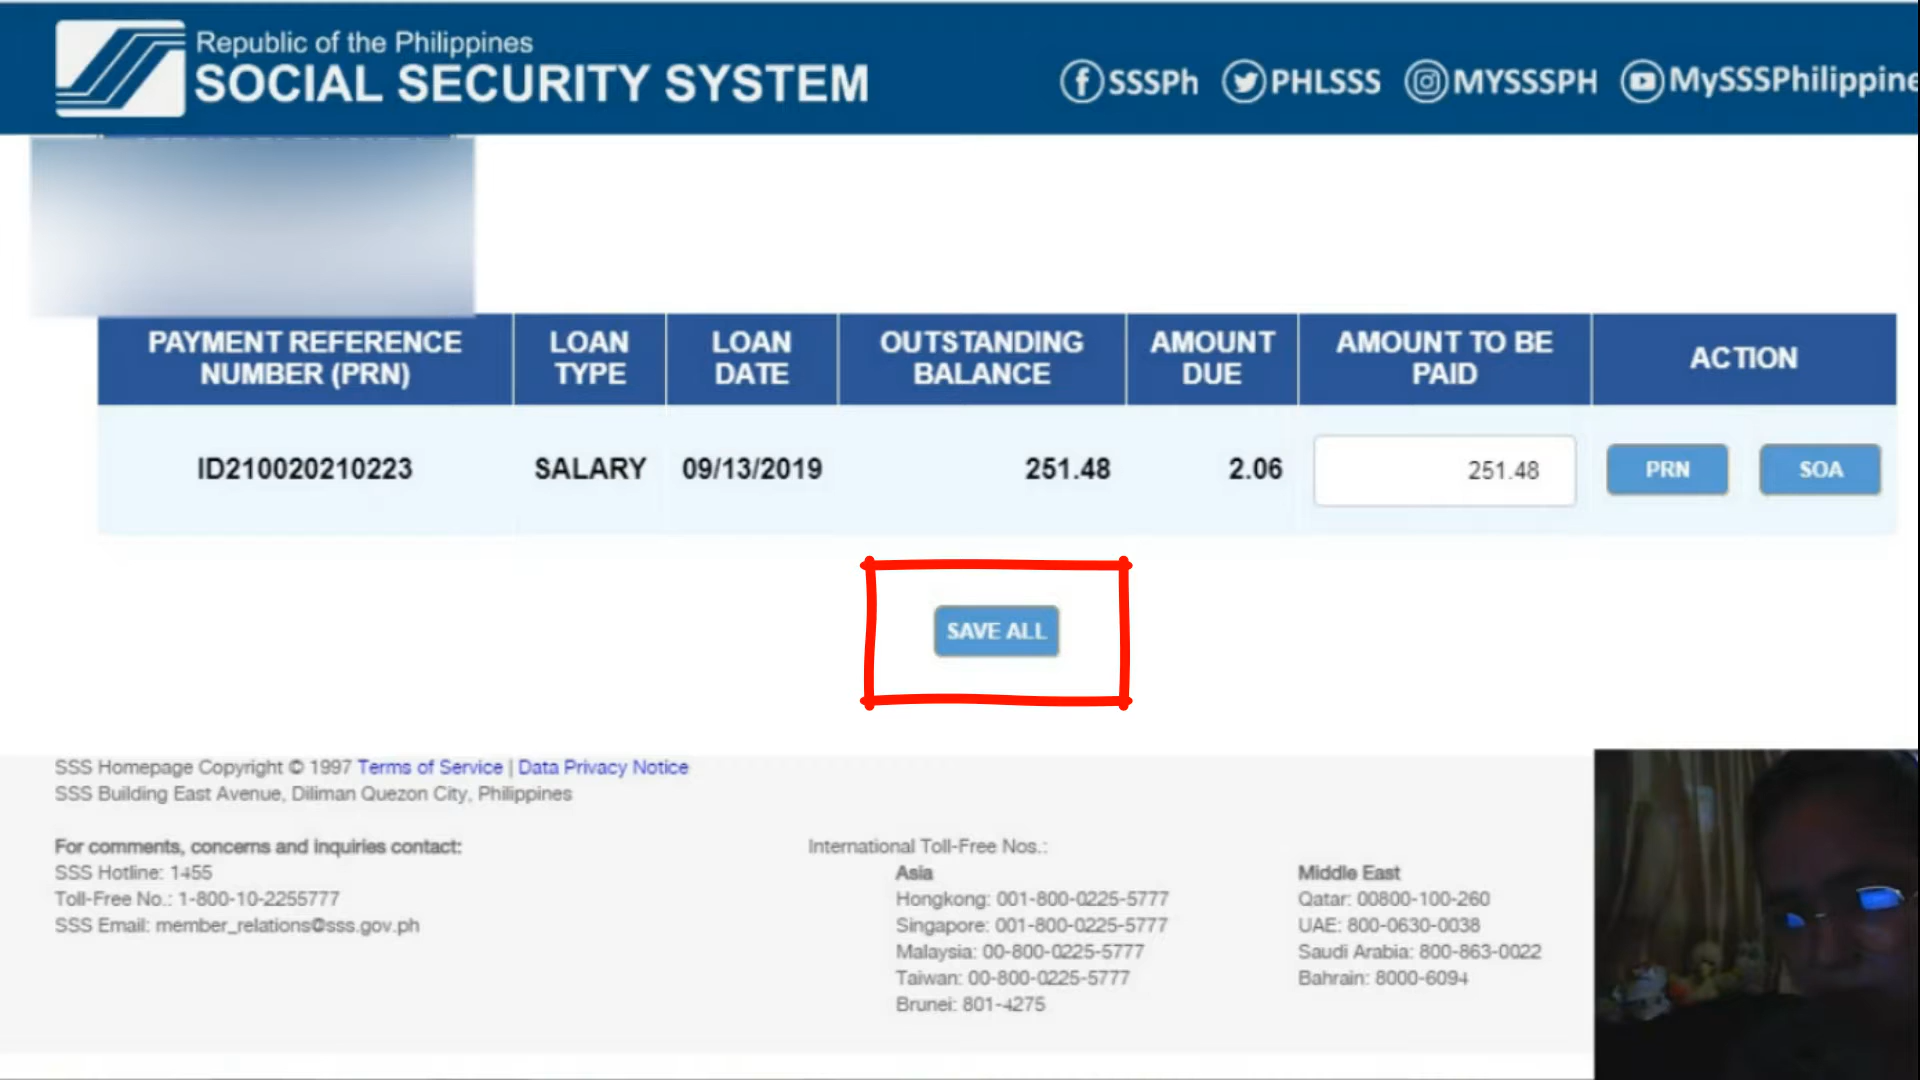 Republic of the Philippines
SOCIAL SECURITY SYSTEM
SSSPh PHLSSS MYSSSPH MySSSPhilippine
PAYMENT REFERENCE NUMBER (PRN) LOAN TYPE LOAN DATE OUTSTANDING BALANCE AMOUNT DUE AMOUNT TO BE PAID ACTION
ID210020210223 SALARY 09/13/2019 251.48 2.06 251.48 PRN SOA
SAVE ALL
SSS Homepage Copyright © 1997 Terms of Service | Data Privacy Notice
SSS Building East Avenue, Diliman Quezon City, Philippines
For comments, concerns and inquiries contact:
SSS Hotline: 1455
Toll-Free No.: 1-800-10-2255777
SSS Email: member_relations@sss.gov.ph
International Toll-Free Nos.:
Asia
Hongkong: 001-800-0225-5777
Singapore: 001-800-0225-5777
Malaysia: 00-800-0225-5777
Taiwan: 00-800-0225-5777
Brunei: 801-4275
Middle East
Qatar: 00800-100-260
UAE: 800-0630-0038
Saudi Arabia: 800-863-0022
Bahrain: 8000-6094